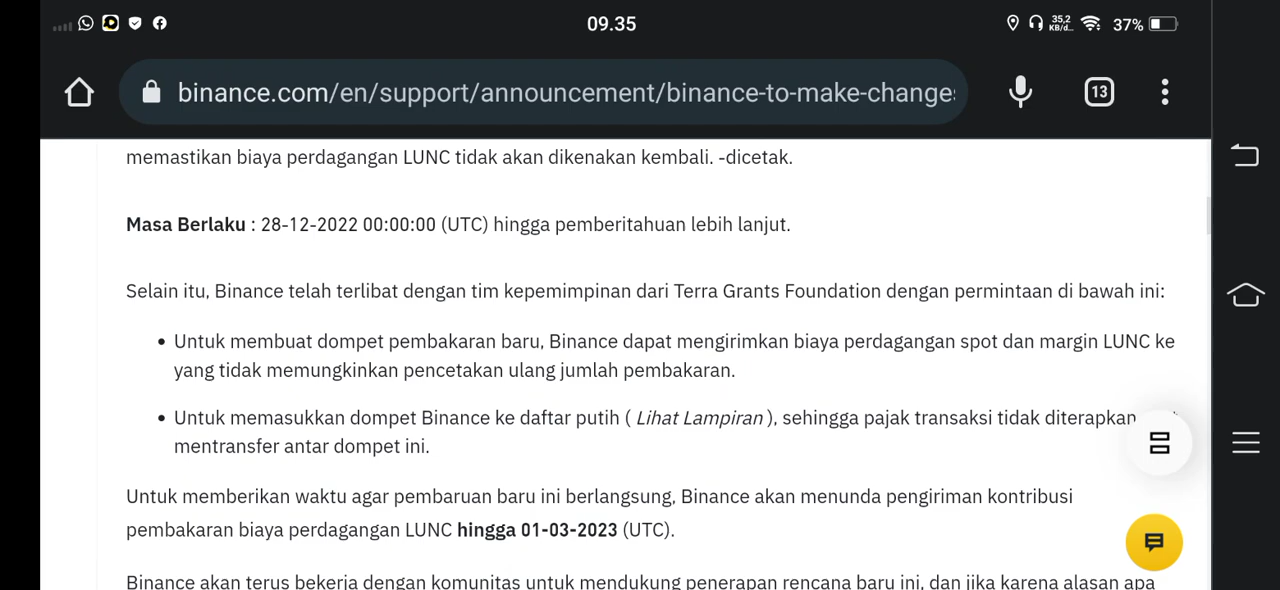 09.35
35,2
KB/d...
37%
binance.com/en/support/announcement/binance-to-make-change
13
memastikan biaya perdagangan LUNC tidak akan dikenakan kembali. -dicetak.
Masa Berlaku : 28-12-2022 00:00:00 (UTC) hingga pemberitahuan lebih lanjut.
Selain itu, Binance telah terlibat dengan tim kepemimpinan dari Terra Grants Foundation dengan permintaan di bawah ini:
• Untuk membuat dompet pembakaran baru, Binance dapat mengirimkan biaya perdagangan spot dan margin LUNC ke
yang tidak memungkinkan pencetakan ulang jumlah pembakaran.
• Untuk memasukkan dompet Binance ke daftar putih ( Lihat Lampiran ), sehingga pajak transaksi tidak diterapkan
mentransfer antar dompet ini.
Untuk memberikan waktu agar pembaruan baru ini berlangsung, Binance akan menunda pengiriman kontribusi
pembakaran biaya perdagangan LUNC hingga 01-03-2023 (UTC).
Binance akan terus bekerja dengan komunitas untuk mendukung penerapan rencana baru ini, dan jika karena alasan apa